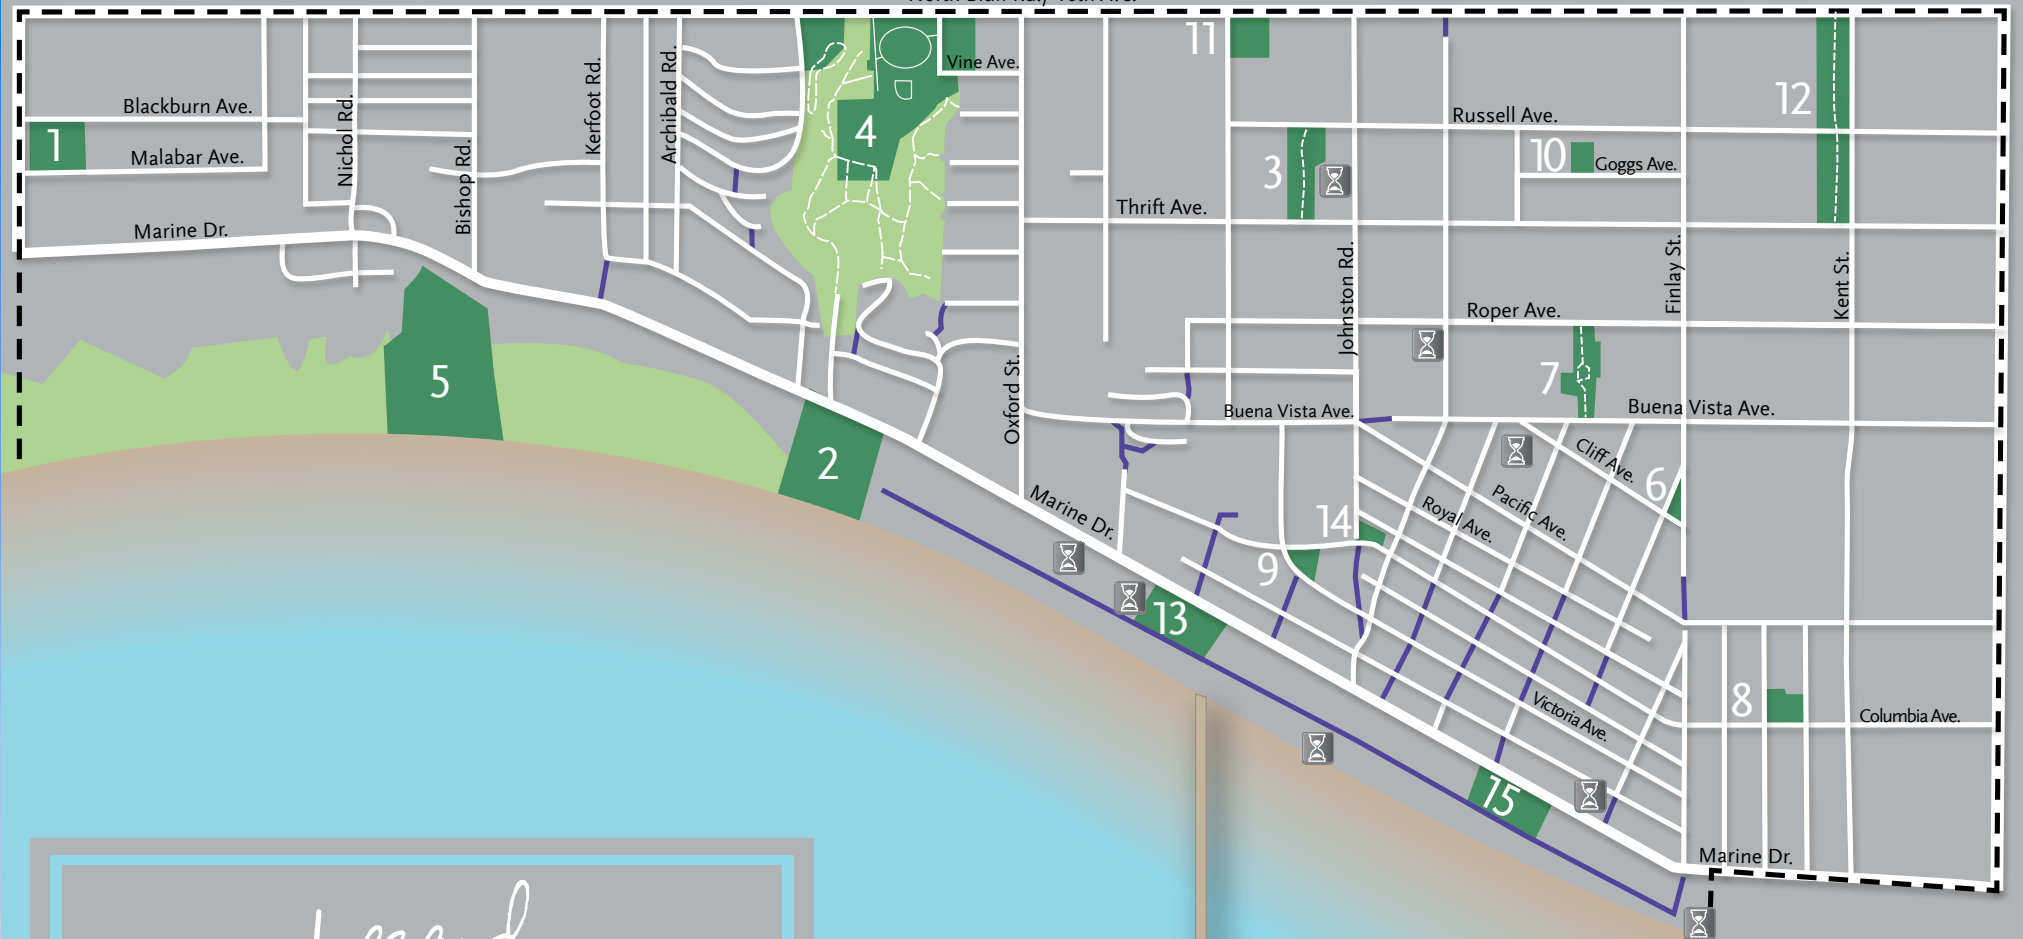 11
Vine Ave.
Kerfoot Rd.
Archibald Rd.
12
Blackburn Ave.
Nichol Rd.
Russell Ave.
1
4
Malabar Ave.
Bishop Rd.
3
10
Goggs Ave.
Thrift Ave.
Marine Dr.
Johnston Rd.
Finlay St.
Kent St.
Roper Ave.
5
Oxford St.
7
Buena Vista Ave.
Buena Vista Ave.
2
Cliff Ave.
6
Marine Dr.
Royal Ave.
Pacific Ave.
14
9
13
8
Victoria Ave.
Columbia Ave.
15
Marine Dr.
Legend